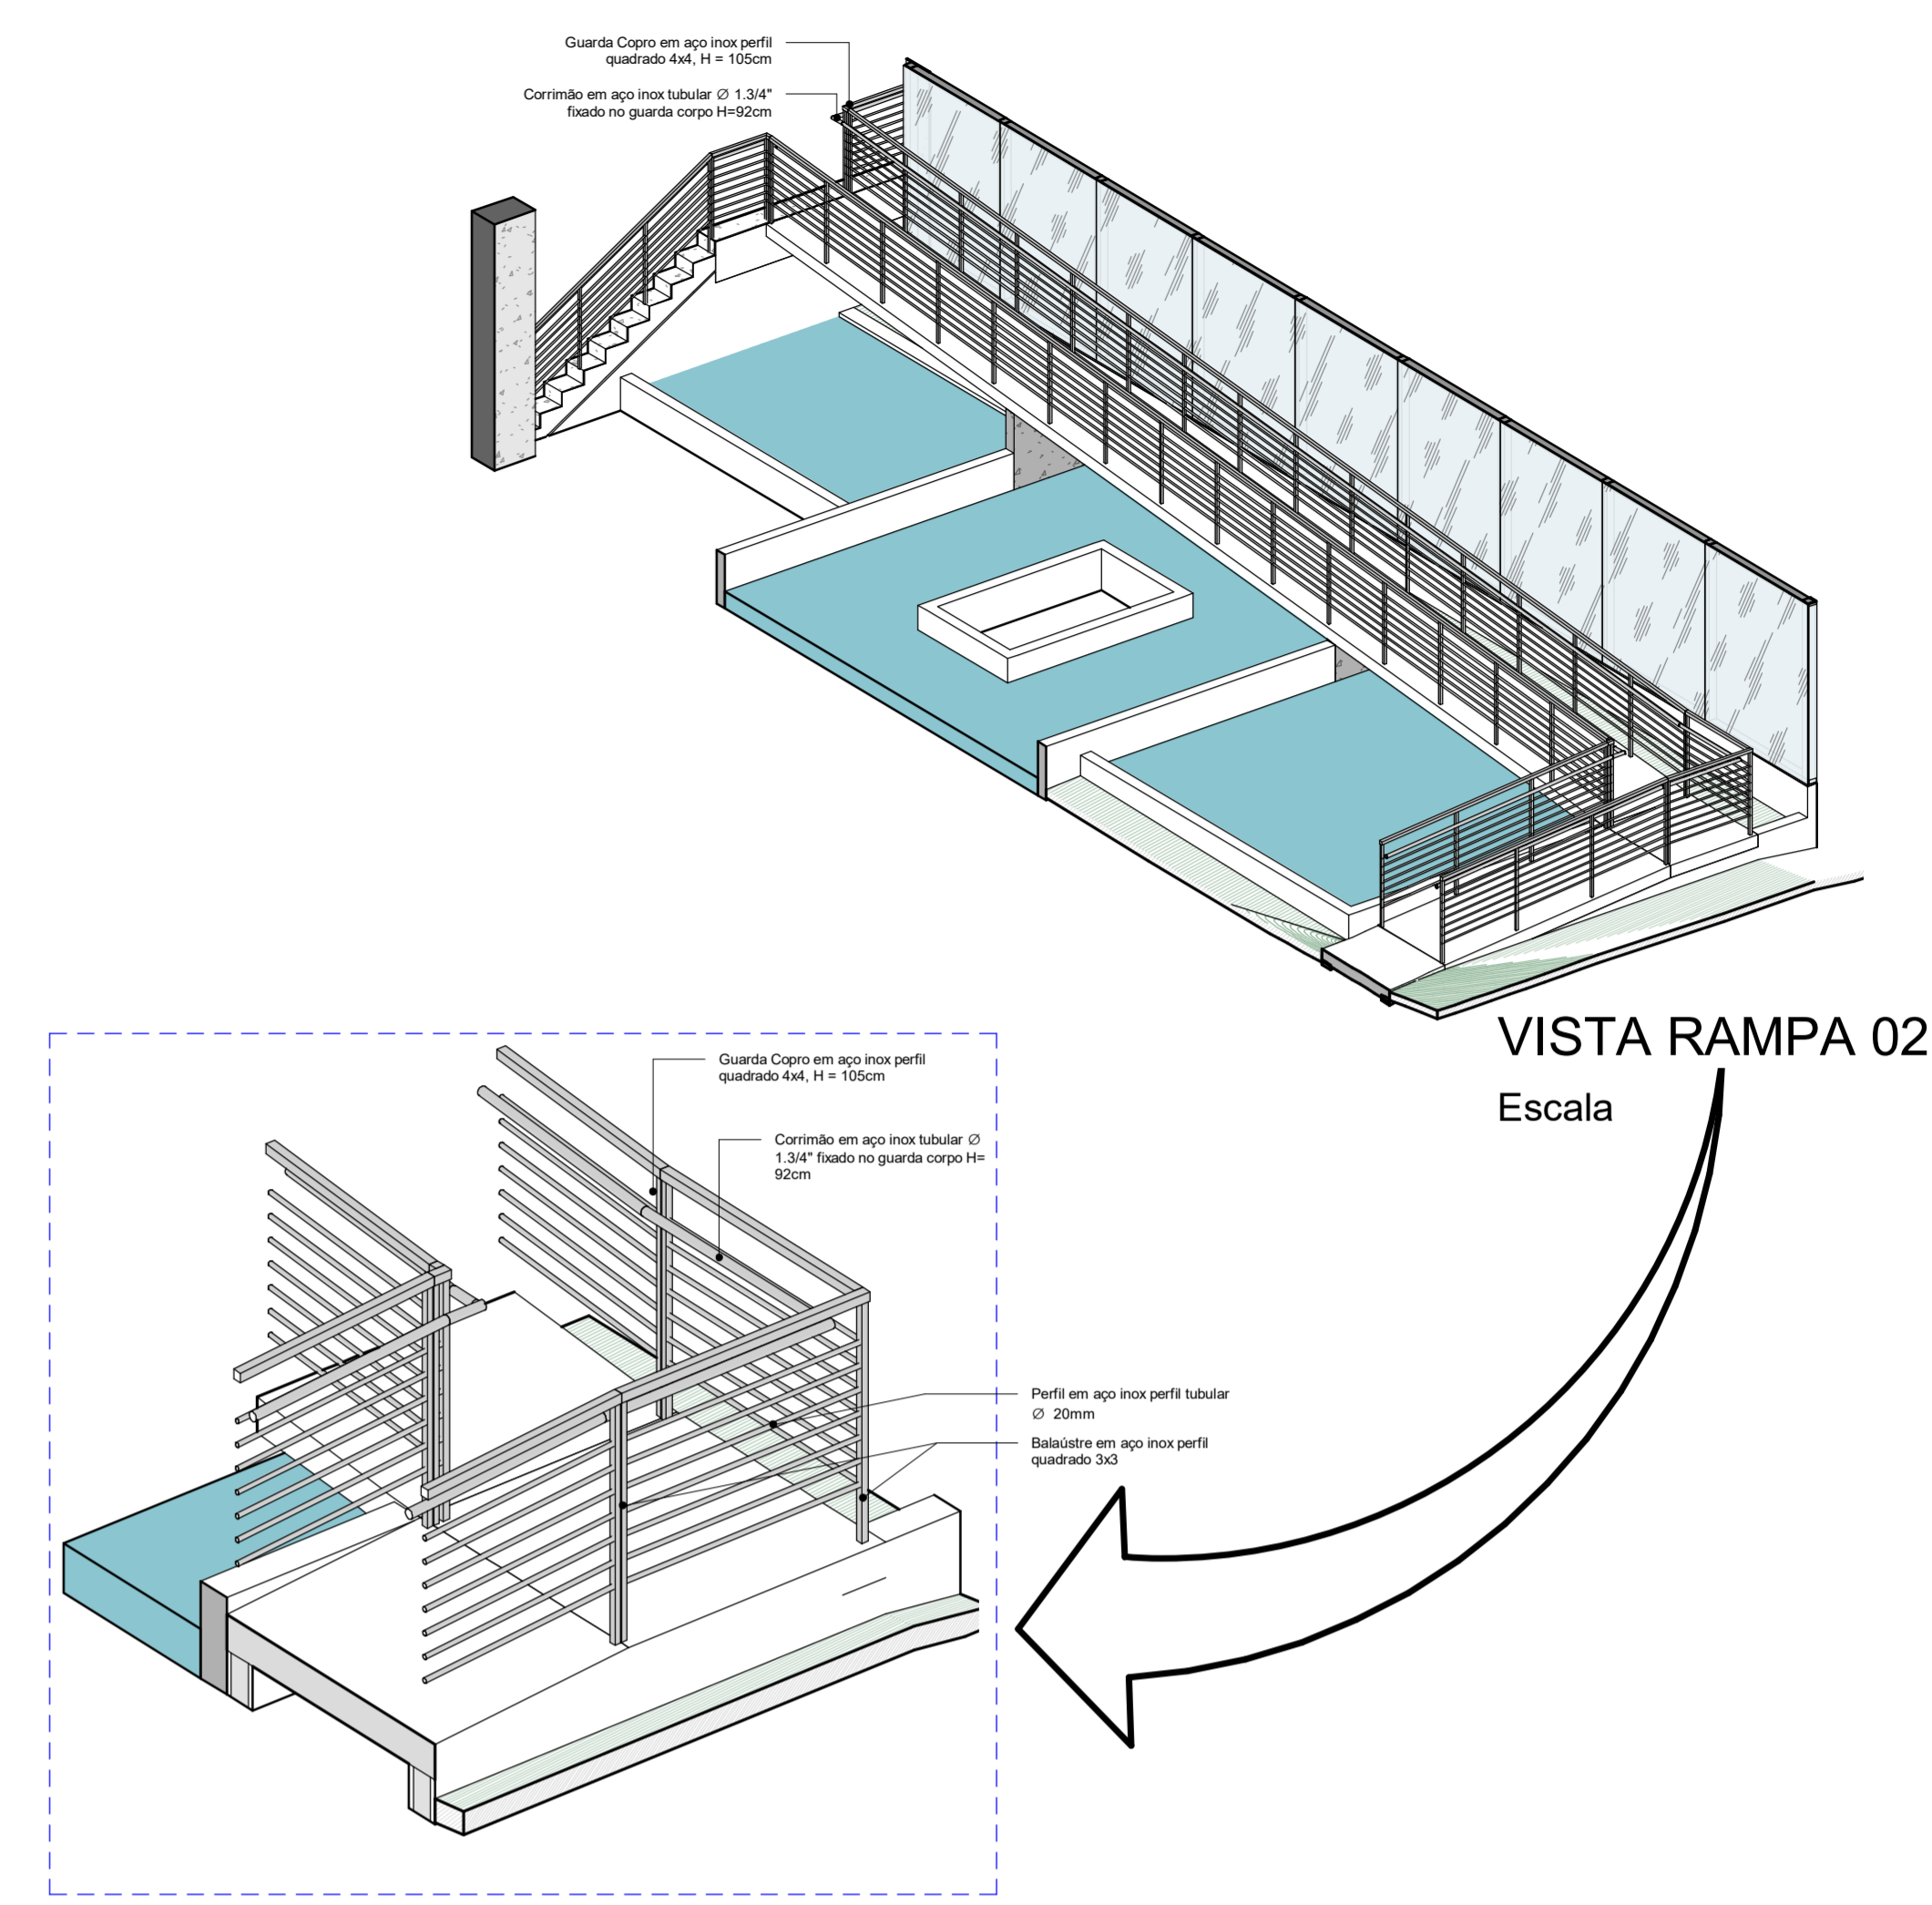 Guarda Copro em aço inox perfil
quadrado 4x4, H = 105cm
Corrimão em aço inox tubular ∅ 1.3/4"
fixado no guarda corpo H=92cm
VISTA RAMPA 02
Escala
Guarda Copro em aço inox perfil
quadrado 4x4, H = 105cm
Corrimão em aço inox tubular ∅
1.3/4" fixado no guarda corpo H=
92cm
Perfil em aço inox perfil tubular
∅ 20mm
Balaústre em aço inox perfil
quadrado 3x3